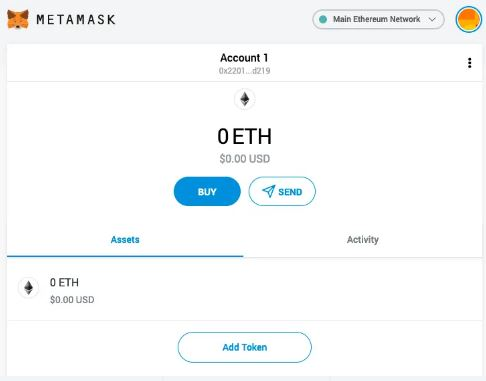 METAMASK
Main Ethereum Network
Account 1
0x2201...d219
0 ETH
$0.00 USD
BUY
SEND
Assets
Activity
0 ETH
$0.00 USD
Add Token